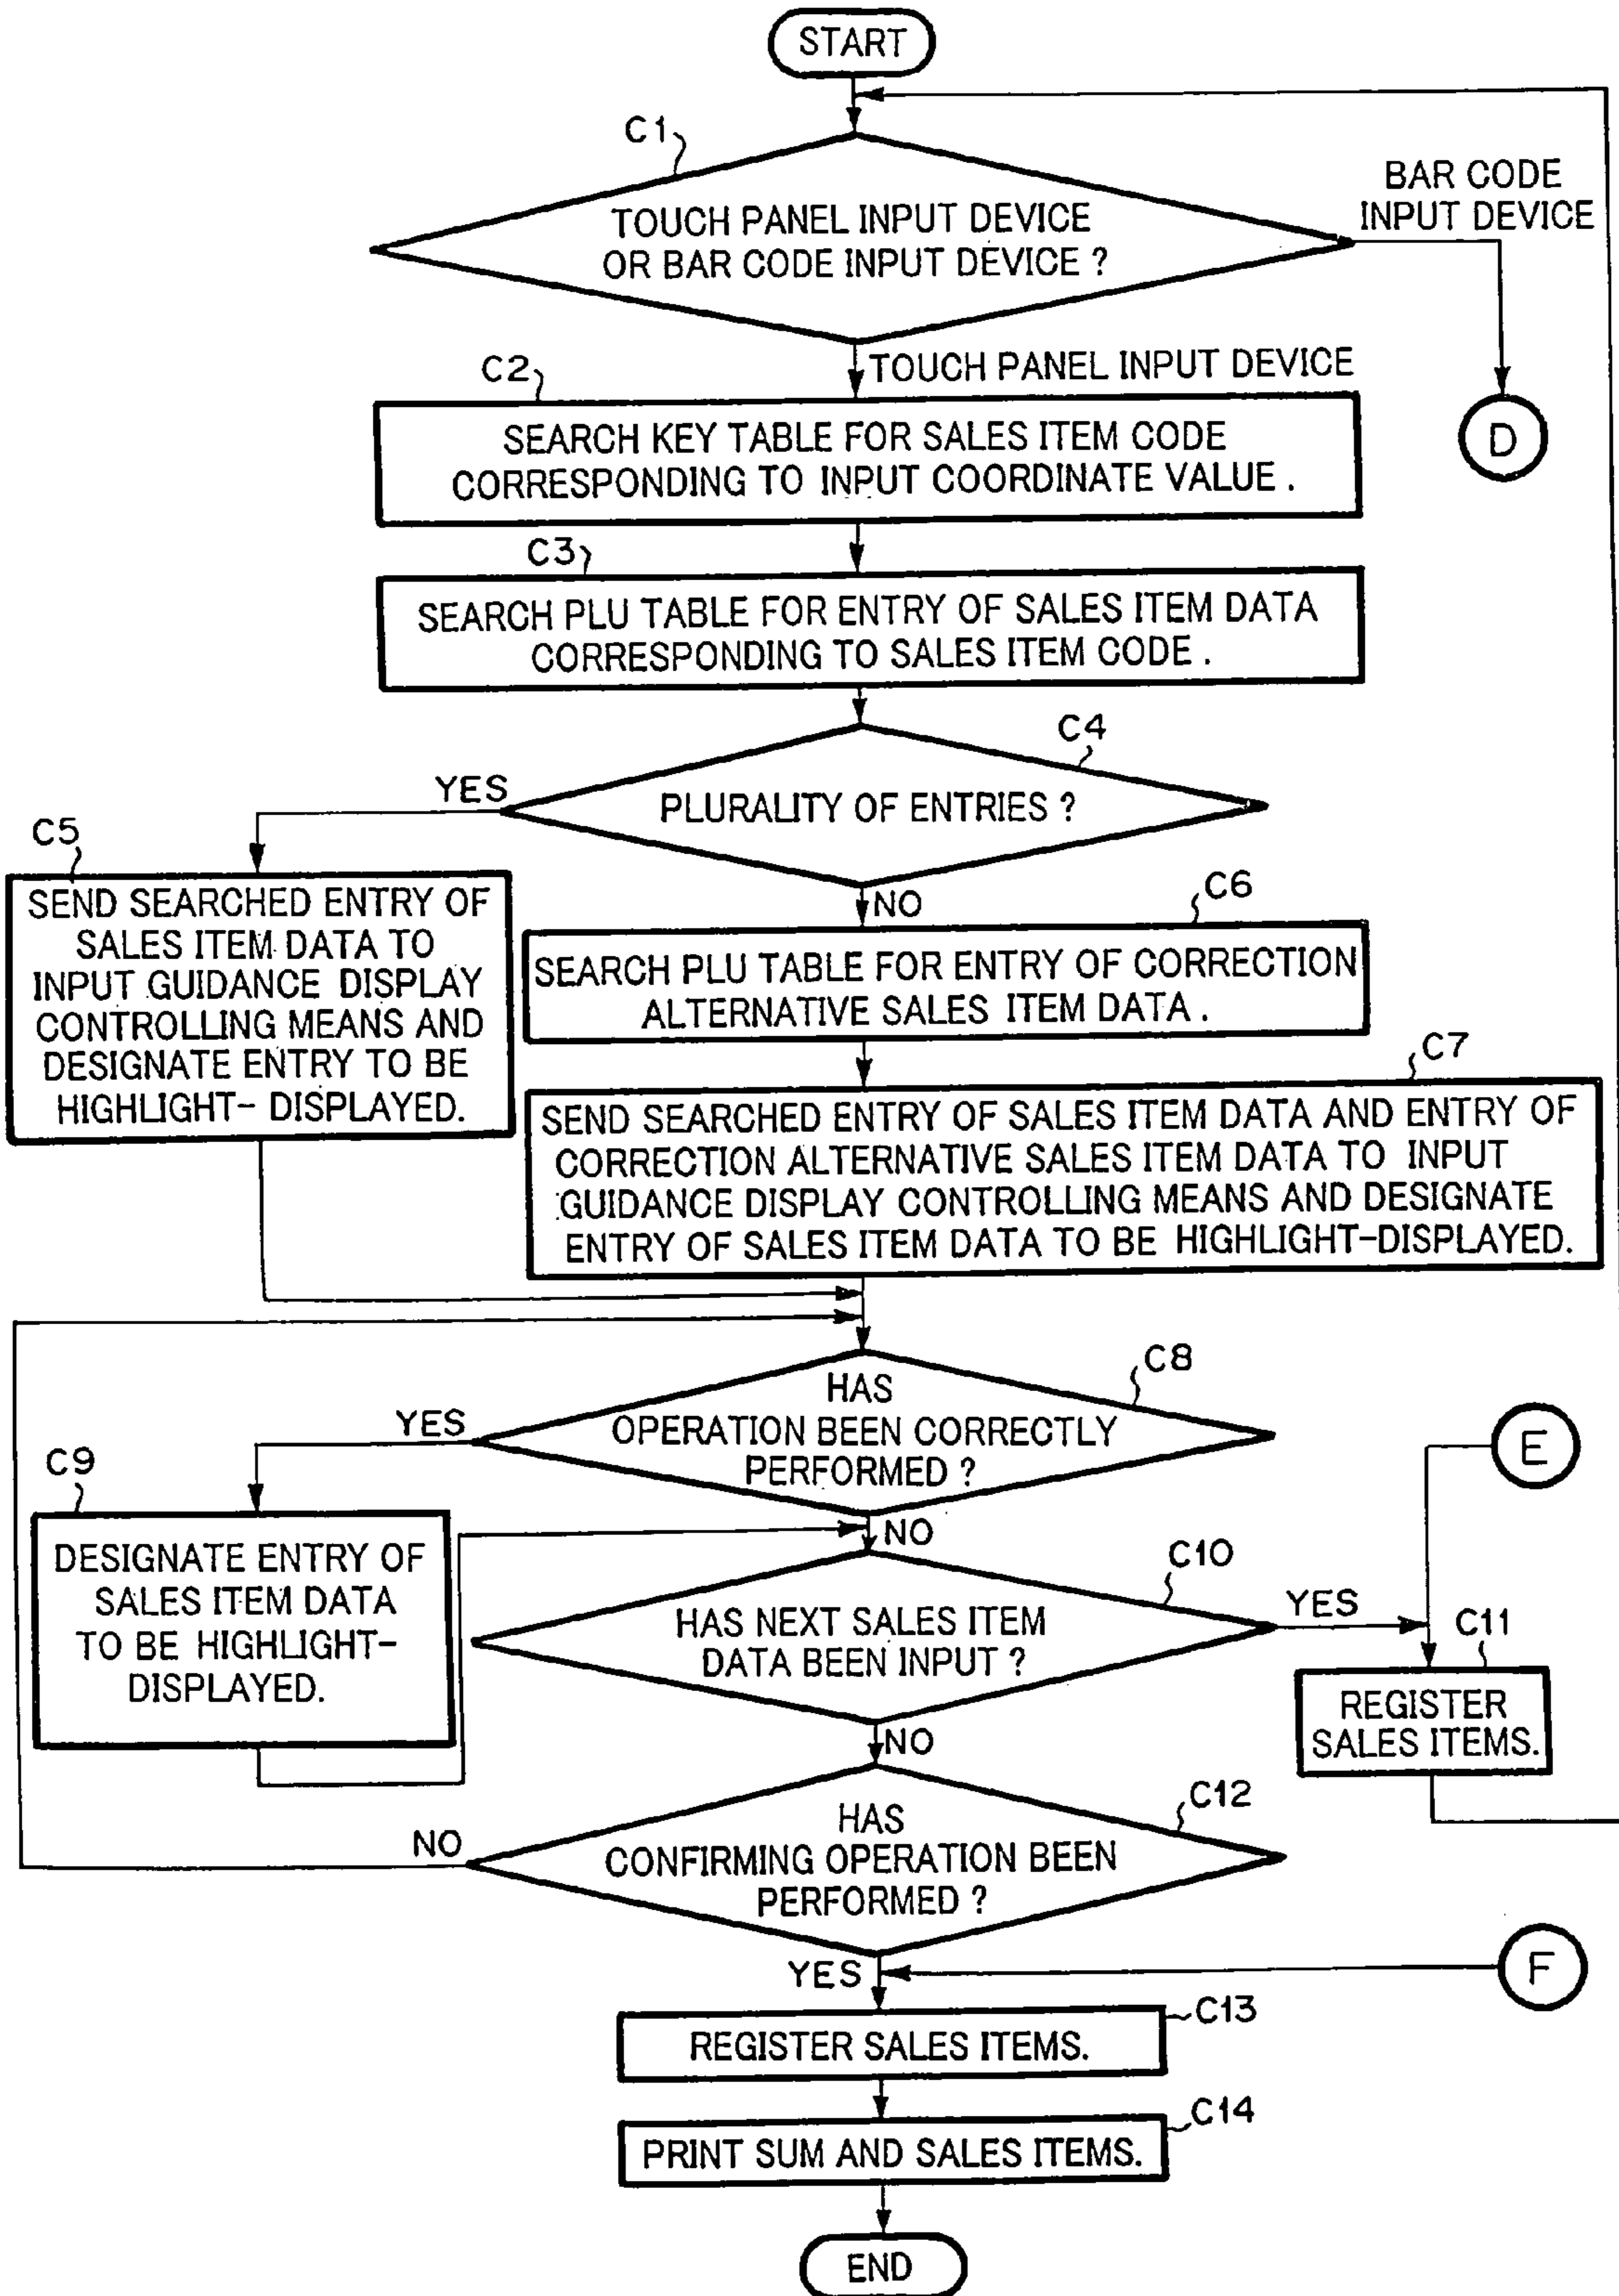 START
C1
TOUCH PANEL INPUT DEVICE
OR BAR CODE INPUT DEVICE ?
BAR CODE
INPUT DEVICE
D
TOUCH PANEL INPUT DEVICE
C2
SEARCH KEY TABLE FOR SALES ITEM CODE
CORRESPONDING TO INPUT COORDINATE VALUE .
C3
SEARCH PLU TABLE FOR ENTRY OF SALES ITEM DATA
CORRESPONDING TO SALES ITEM CODE .
C4
PLURALITY OF ENTRIES ?
YES
NO
C5
SEND SEARCHED ENTRY OF
SALES ITEM DATA TO
INPUT GUIDANCE DISPLAY
CONTROLLING MEANS AND
DESIGNATE ENTRY TO BE
HIGHLIGHT- DISPLAYED.
C6
SEARCH PLU TABLE FOR ENTRY OF CORRECTION
ALTERNATIVE SALES ITEM DATA .
C7
SEND SEARCHED ENTRY OF SALES ITEM DATA AND ENTRY OF
CORRECTION ALTERNATIVE SALES ITEM DATA TO INPUT
GUIDANCE DISPLAY CONTROLLING MEANS AND DESIGNATE
ENTRY OF SALES ITEM DATA TO BE HIGHLIGHT-DISPLAYED.
C8
HAS
OPERATION BEEN CORRECTLY
PERFORMED ?
YES
NO
C9
DESIGNATE ENTRY OF
SALES ITEM DATA
TO BE HIGHLIGHT-
DISPLAYED.
E
C10
HAS NEXT SALES ITEM
DATA BEEN INPUT ?
YES
NO
C11
REGISTER
SALES ITEMS.
C12
HAS
CONFIRMING OPERATION BEEN
PERFORMED ?
NO
YES
F
C13
REGISTER SALES ITEMS.
C14
PRINT SUM AND SALES ITEMS.
END